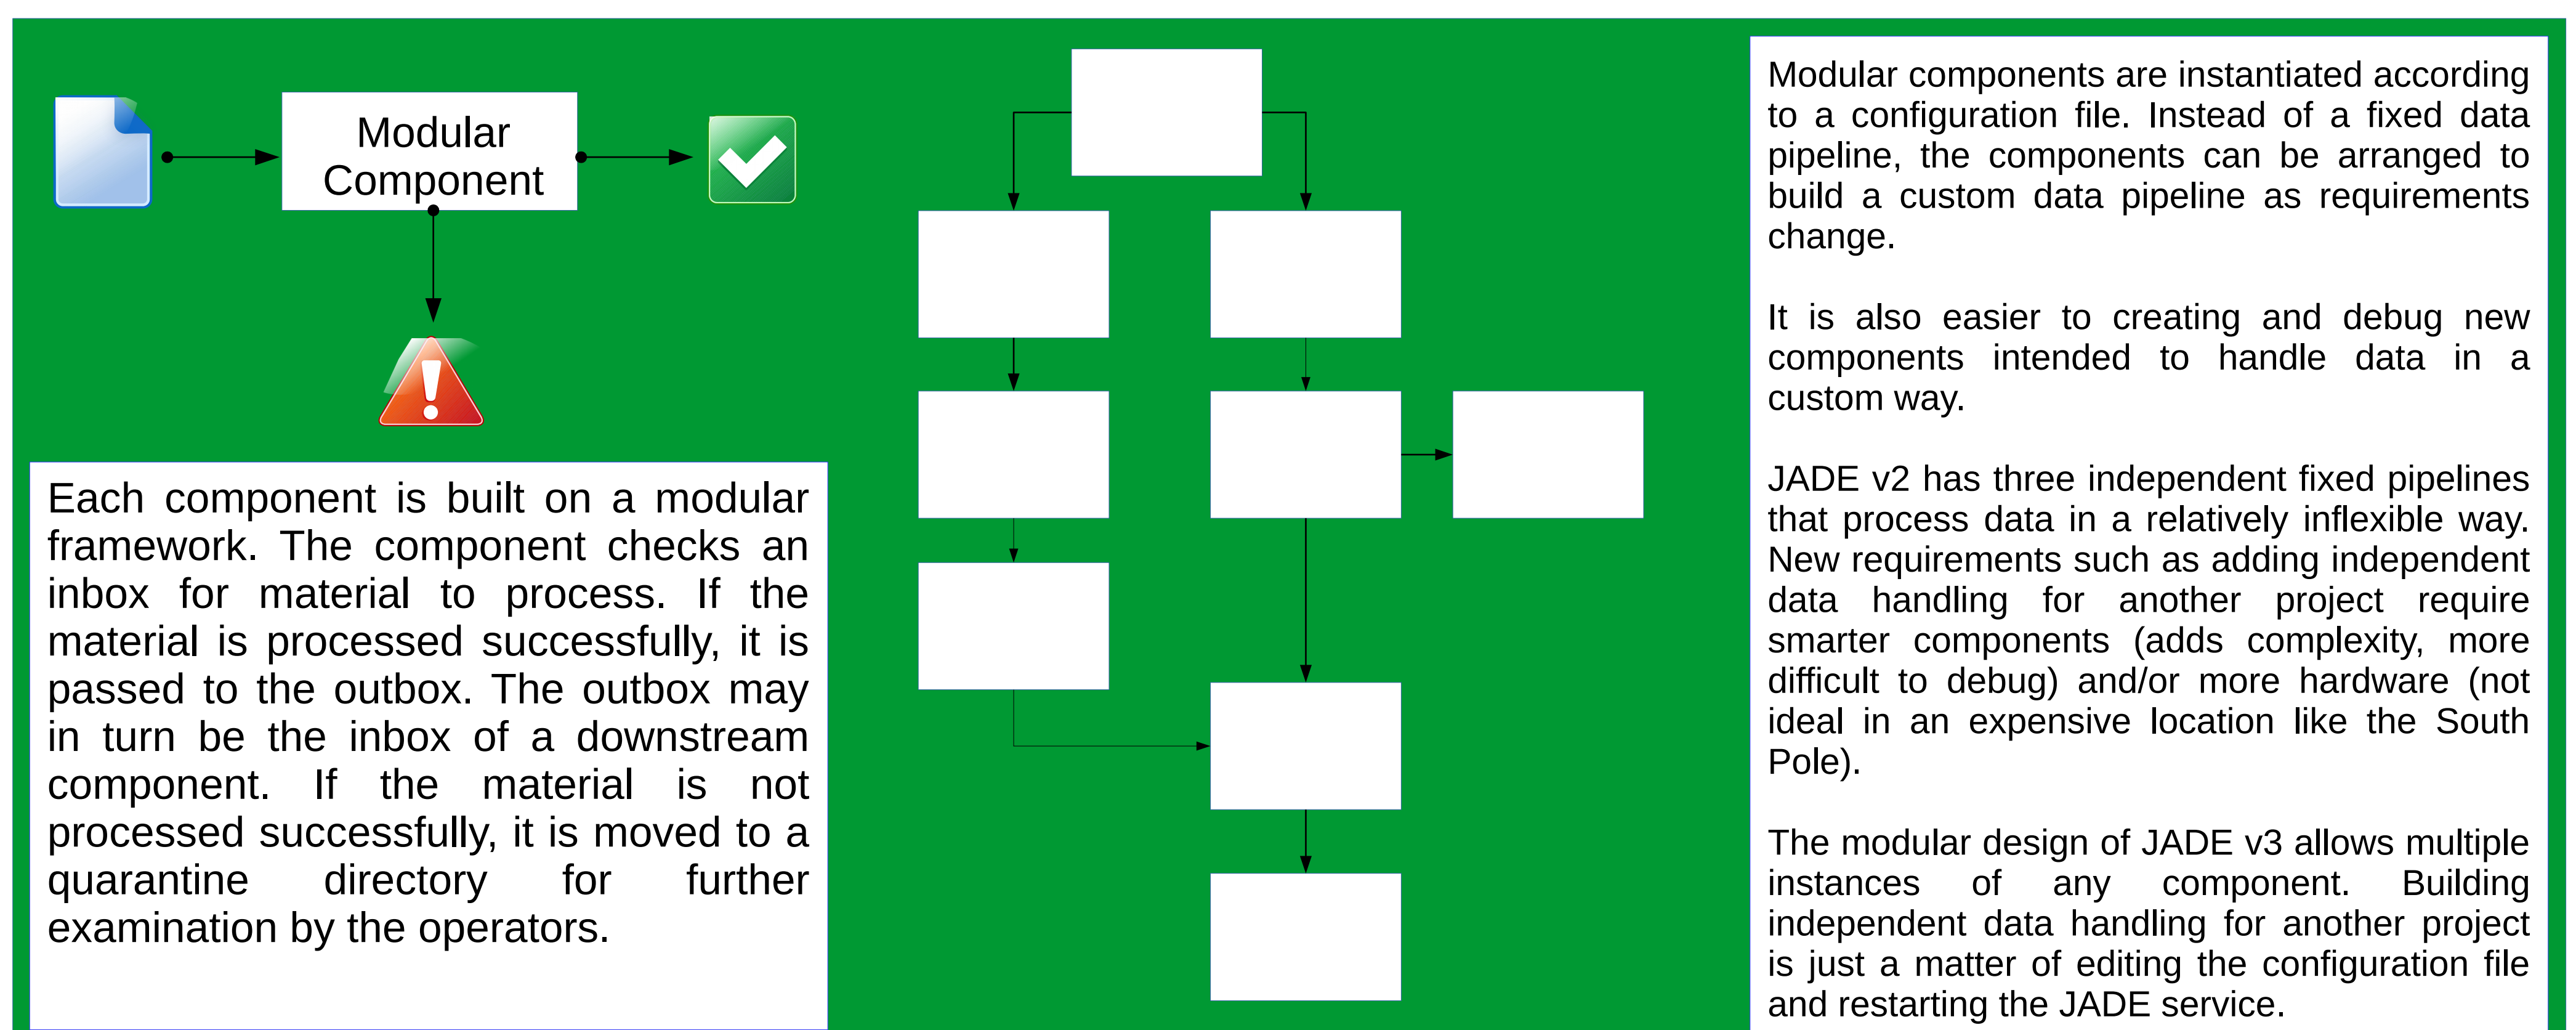 Modular
Component
Each component is built on a modular
framework. The component checks an
inbox for material to process. If the
material is processed successfully, it is
passed to the outbox. The outbox may
in turn be the inbox of a downstream
component. If the material is not
processed successfully, it is moved to a
quarantine directory for further
examination by the operators.
Modular components are instantiated according
to a configuration file. Instead of a fixed data
pipeline, the components can be arranged to
build a custom data pipeline as requirements
change.
It is also easier to creating and debug new
components intended to handle data in a
custom way.
JADE v2 has three independent fixed pipelines
that process data in a relatively inflexible way.
New requirements such as adding independent
data handling for another project require
smarter components (adds complexity, more
difficult to debug) and/or more hardware (not
ideal in an expensive location like the South
Pole).
The modular design of JADE v3 allows multiple
instances of any component. Building
independent data handling for another project
is just a matter of editing the configuration file
and restarting the JADE service.